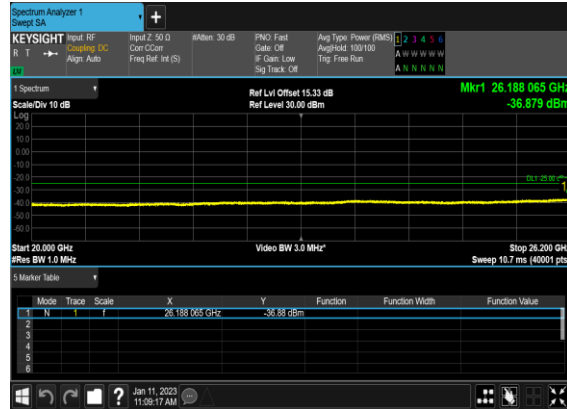 Spectrum Analyzer 1
Swept SA
+
KEYSIGHT Input: RF Input Z: 50 Ω #Atten: 30 dB PNO: Fast Avg Type: Power (RMS) 1 2 3 4 5 6
R T Coupling: DC Corr CCorr Gate: Off Avg|Hold: 100/100 A W W W W W
Align: Auto Freq Ref: Int (S) IF Gain: Low Trig: Free Run
Sig Track: Off A N N N N N
1 Spectrum Ref Lvl Offset 15.33 dB Mkr1 26.188 065 GHz
Scale/Div 10 dB Ref Level 30.00 dBm -36.879 dBm
Log
20.0
10.0
0.00
-10.0
-20.0 DL1 -25.00
-30.0 1
-40.0
-50.0
-60.0
Start 20.000 GHz Video BW 3.0 MHz* Stop 26.200 GHz
#Res BW 1.0 MHz Sweep 10.7 ms (40001 pts
5 Marker Table
Mode Trace Scale X Y Function Function Width Function Value
1 N 1 f 26.188 065 GHz -36.88 dBm
2
3
4
5
6
? Jan 11, 2023
11:09:17 AM